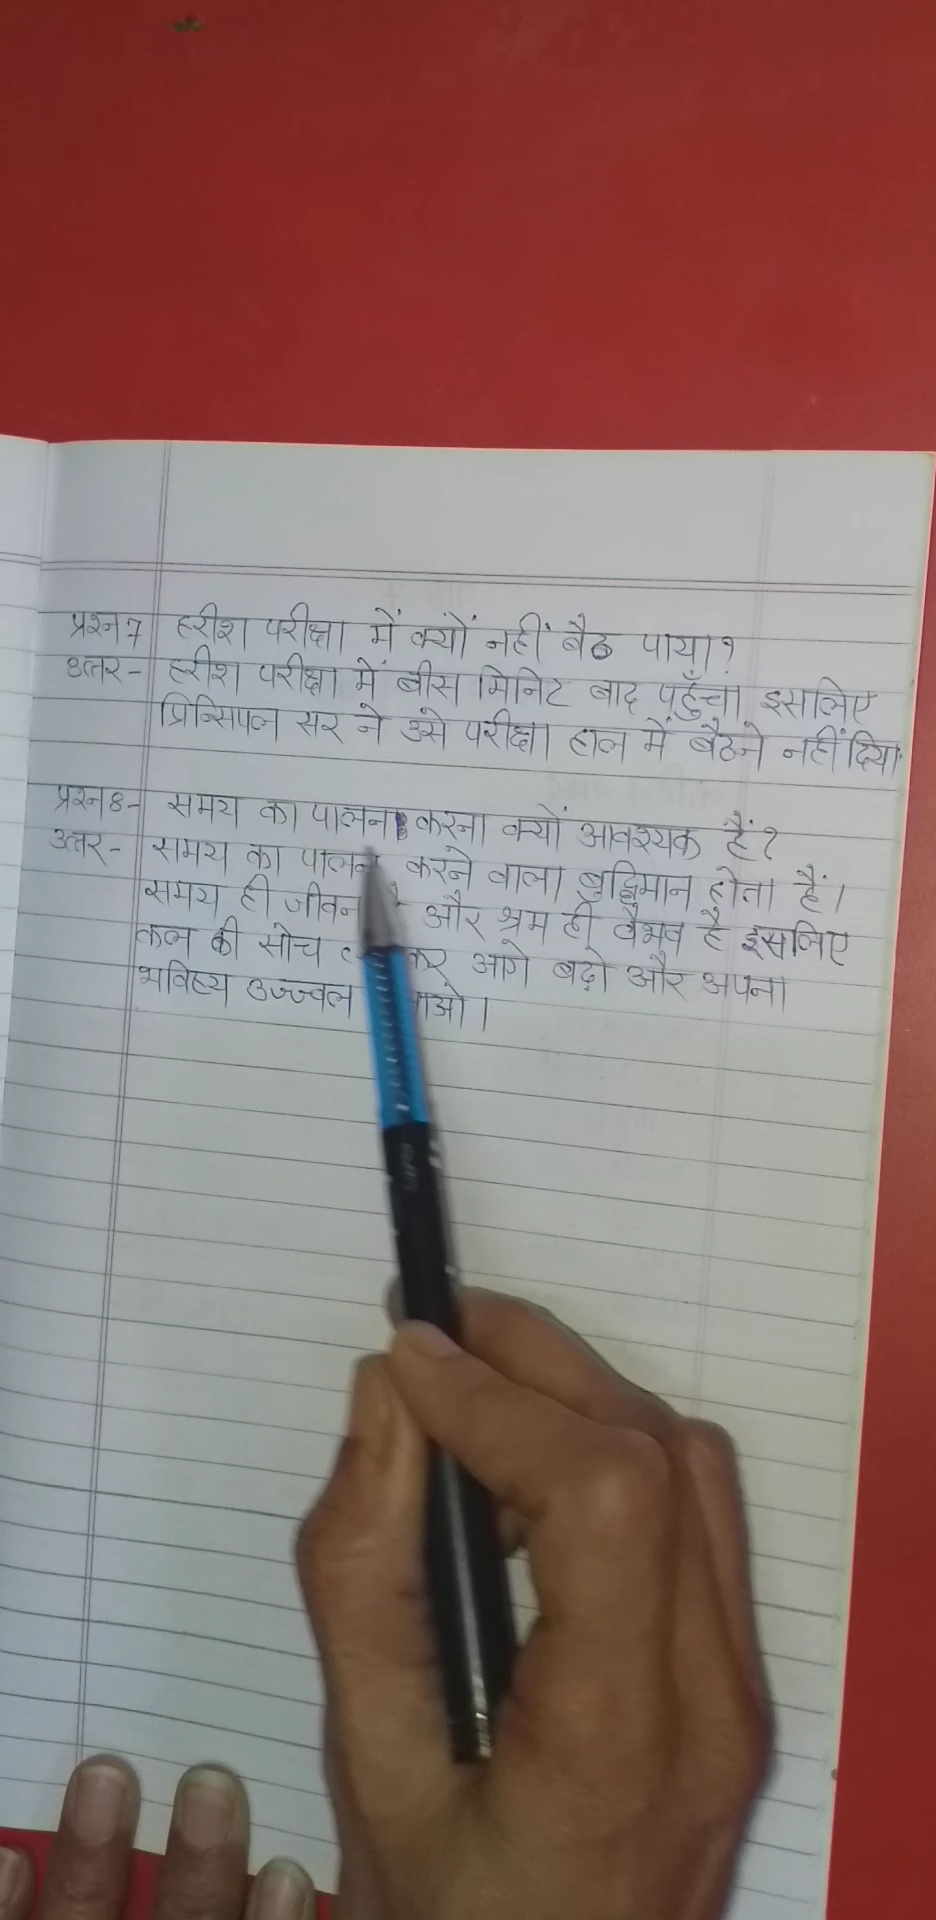 प्रश्न 7 हरीश परीक्षा में क्यों नहीं बैठ पाया?
उत्तर- हरीश परीक्षा में बीस मिनिट बाद पहुँचा इसलिए
प्रिन्सिपल सर ने उसे परीक्षा हाल में बैठने नहीं दिया
प्रश्न 8- समय का पालन करना क्यों आवश्यक हैं?
उत्तर- समय का पालन करने वाला बुद्धिमान होता हैं।
समय ही जीवन और श्रम ही वैभव है इसलिए
कल की सोच कर आगे बढ़ो और अपना
भविष्य उज्ज्वल